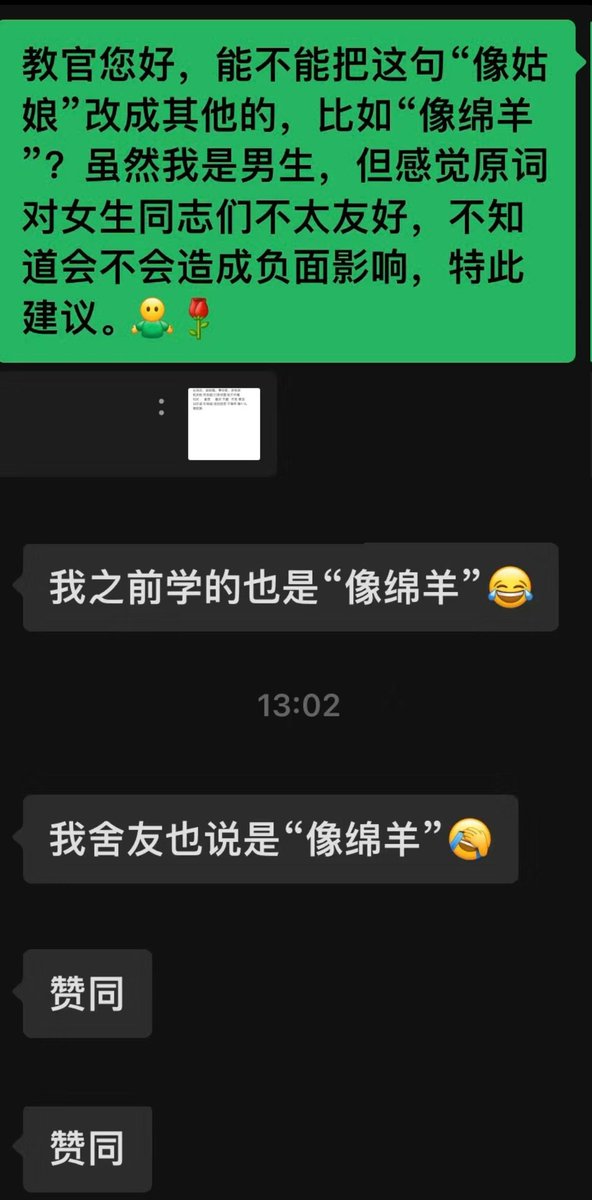 教官您好，能不能把这句“像姑
娘”改成其他的，比如“像绵羊
”？虽然我是男生，但感觉原词
对女生同志们不太友好，不知
道会不会造成负面影响，特此
建议。🌹
：
我之前学的也是“像绵羊”😂
13:02
我舍友也说是“像绵羊”🤣
赞同
赞同